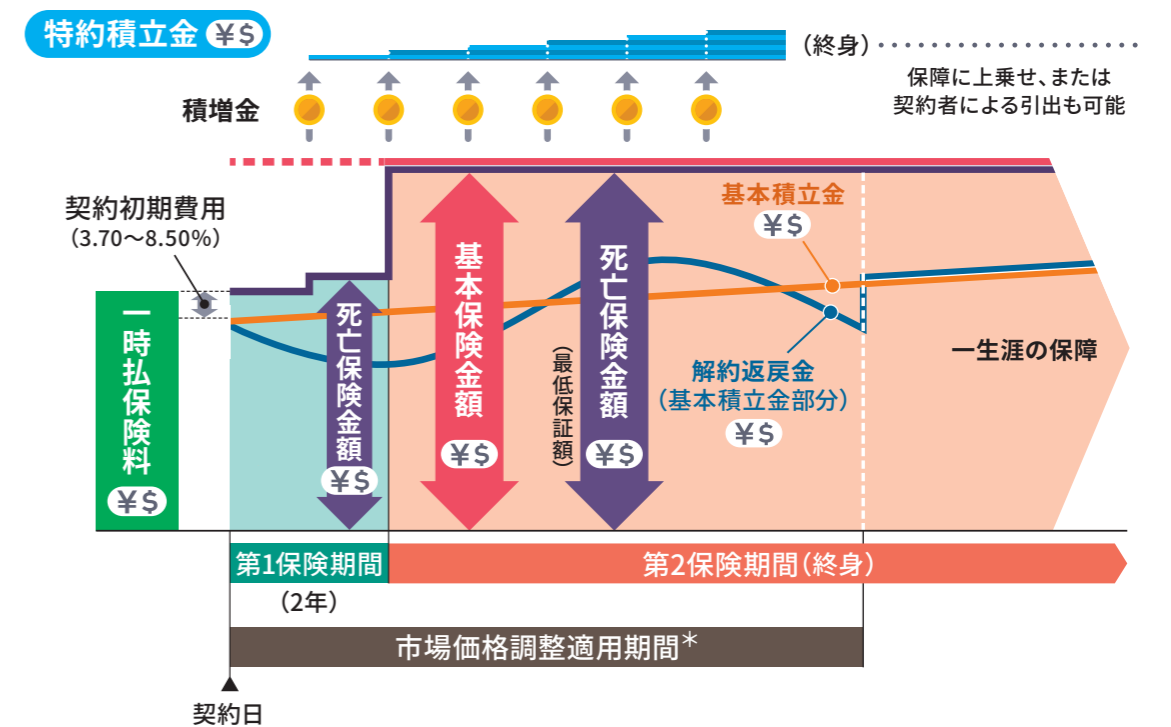 特約積立金 ¥$
(終身)
保障に上乗せ、または
契約者による引出も可能
積増金
契約初期費用
(3.70〜8.50%)
一時払保険料
¥$
死亡保険金額
¥$
基本保険金額
¥$
死亡保険金額
(最低保証額)
¥$
基本積立金
¥$
解約返戻金
(基本積立金部分)
¥$
一生涯の保障
第1保険期間
第2保険期間(終身)
(2年)
市場価格調整適用期間*
▲
契約日